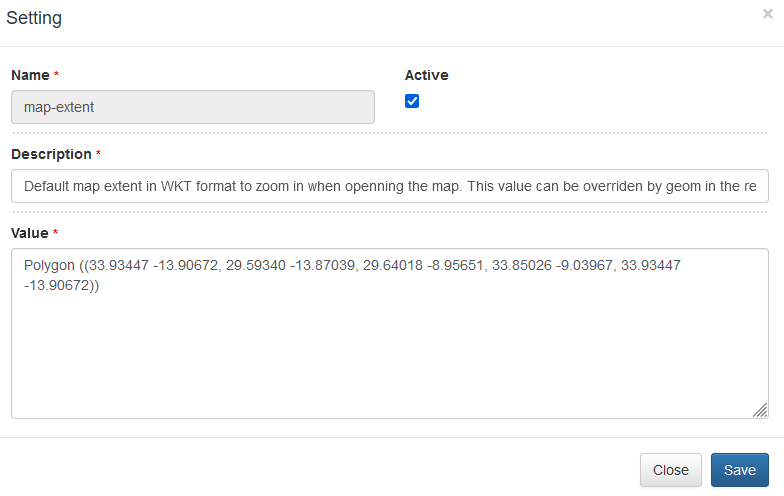 Setting
×
Name *
Active
map-extent
Description *
Default map extent in WKT format to zoom in when openning the map. This value can be overriden by geom in the re
Value *
Polygon ((33.93447 -13.90672, 29.59340 -13.87039, 29.64018 -8.95651, 33.85026 -9.03967, 33.93447
-13.90672))
Close
Save